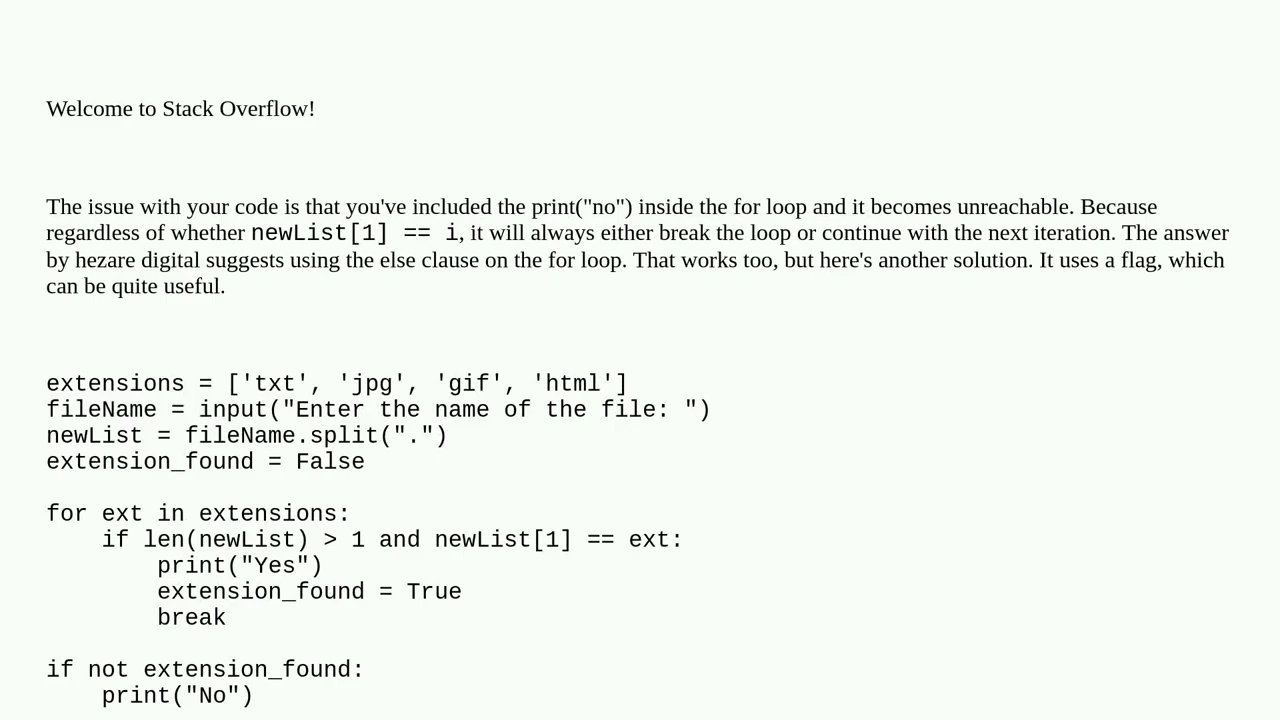 Welcome to Stack Overflow!
The issue with your code is that you've included the print("no") inside the for loop and it becomes unreachable. Because
regardless of whether newList[1] == i, it will always either break the loop or continue with the next iteration. The answer
by hezare digital suggests using the else clause on the for loop. That works too, but here's another solution. It uses a flag, which
can be quite useful.
extensions = ['txt', 'jpg', 'gif', 'html']
fileName = input("Enter the name of the file: ")
newList = fileName.split(".")
extension_found = False
for ext in extensions:
    if len(newList) > 1 and newList[1] == ext:
        print("Yes")
        extension_found = True
        break
if not extension_found:
    print("No")